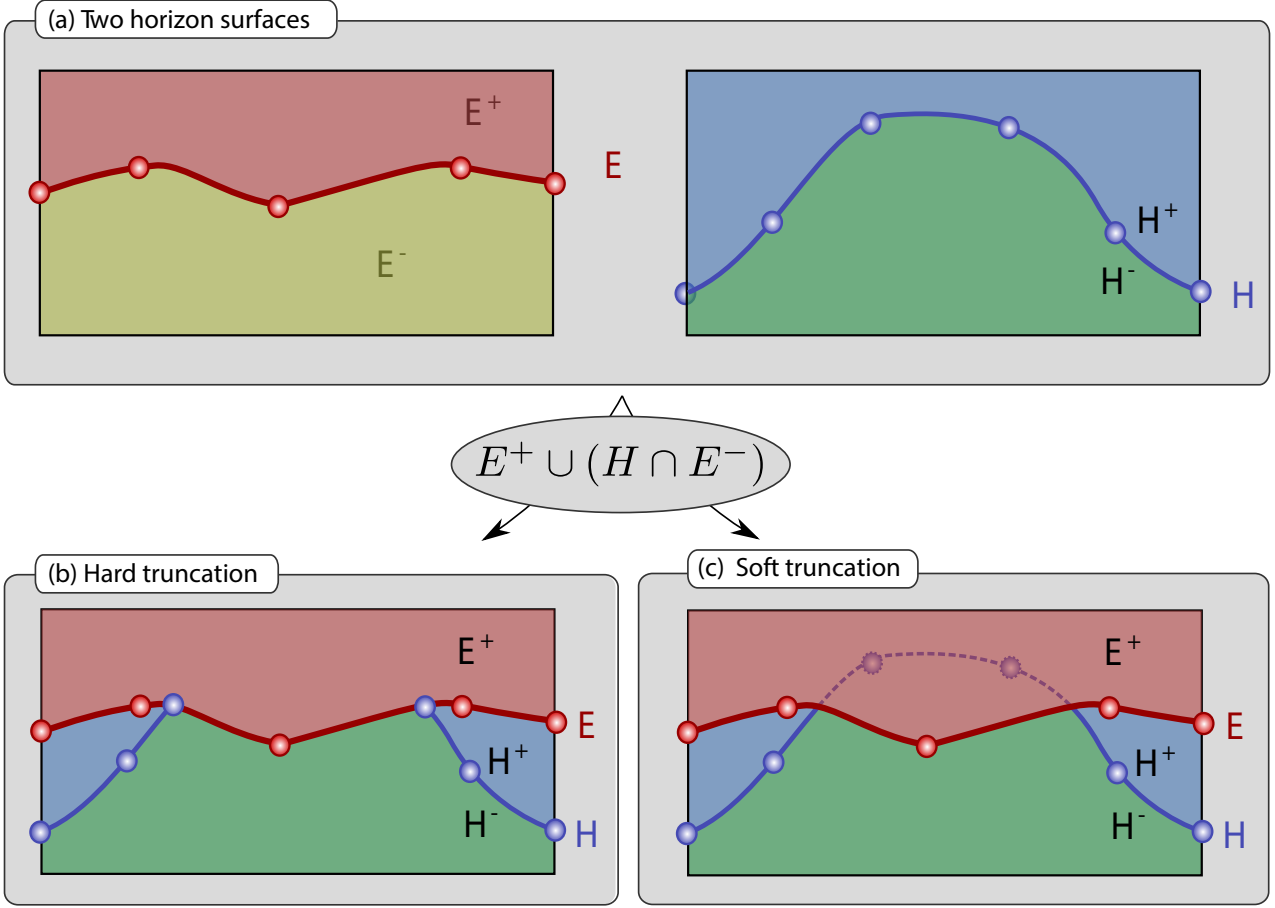 (a) Two horizon surfaces
E⁺
E
E⁻
H⁺
H⁻
H
E⁺ ∪ (H ∩ E⁻)
(b) Hard truncation
E⁺
E
H⁺
H⁻
H
(c) Soft truncation
E⁺
E
H⁺
H⁻
H